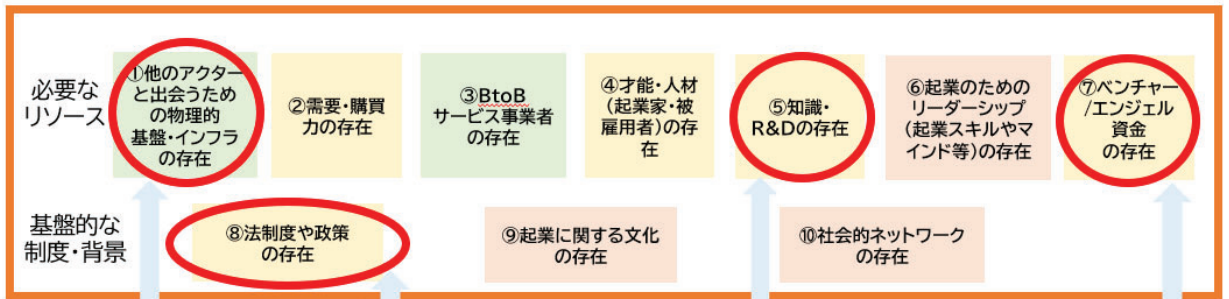 必要な
リソース
①他のアクター
と出会うため
の物理的
基盤・インフラ
の存在
②需要・購買
力の存在
③BtoB
サービス事業者
の存在
④才能・人材
(起業家・被
雇用者)の存
在
⑤知識・
R&Dの存在
⑥起業のための
リーダーシップ
(起業スキルやマ
インド等)の存在
⑦ベンチャー
/エンジェル
資金
の存在
基盤的な
制度・背景
⑧法制度や政策
の存在
⑨起業に関する文化
の存在
⑩社会的ネットワーク
の存在